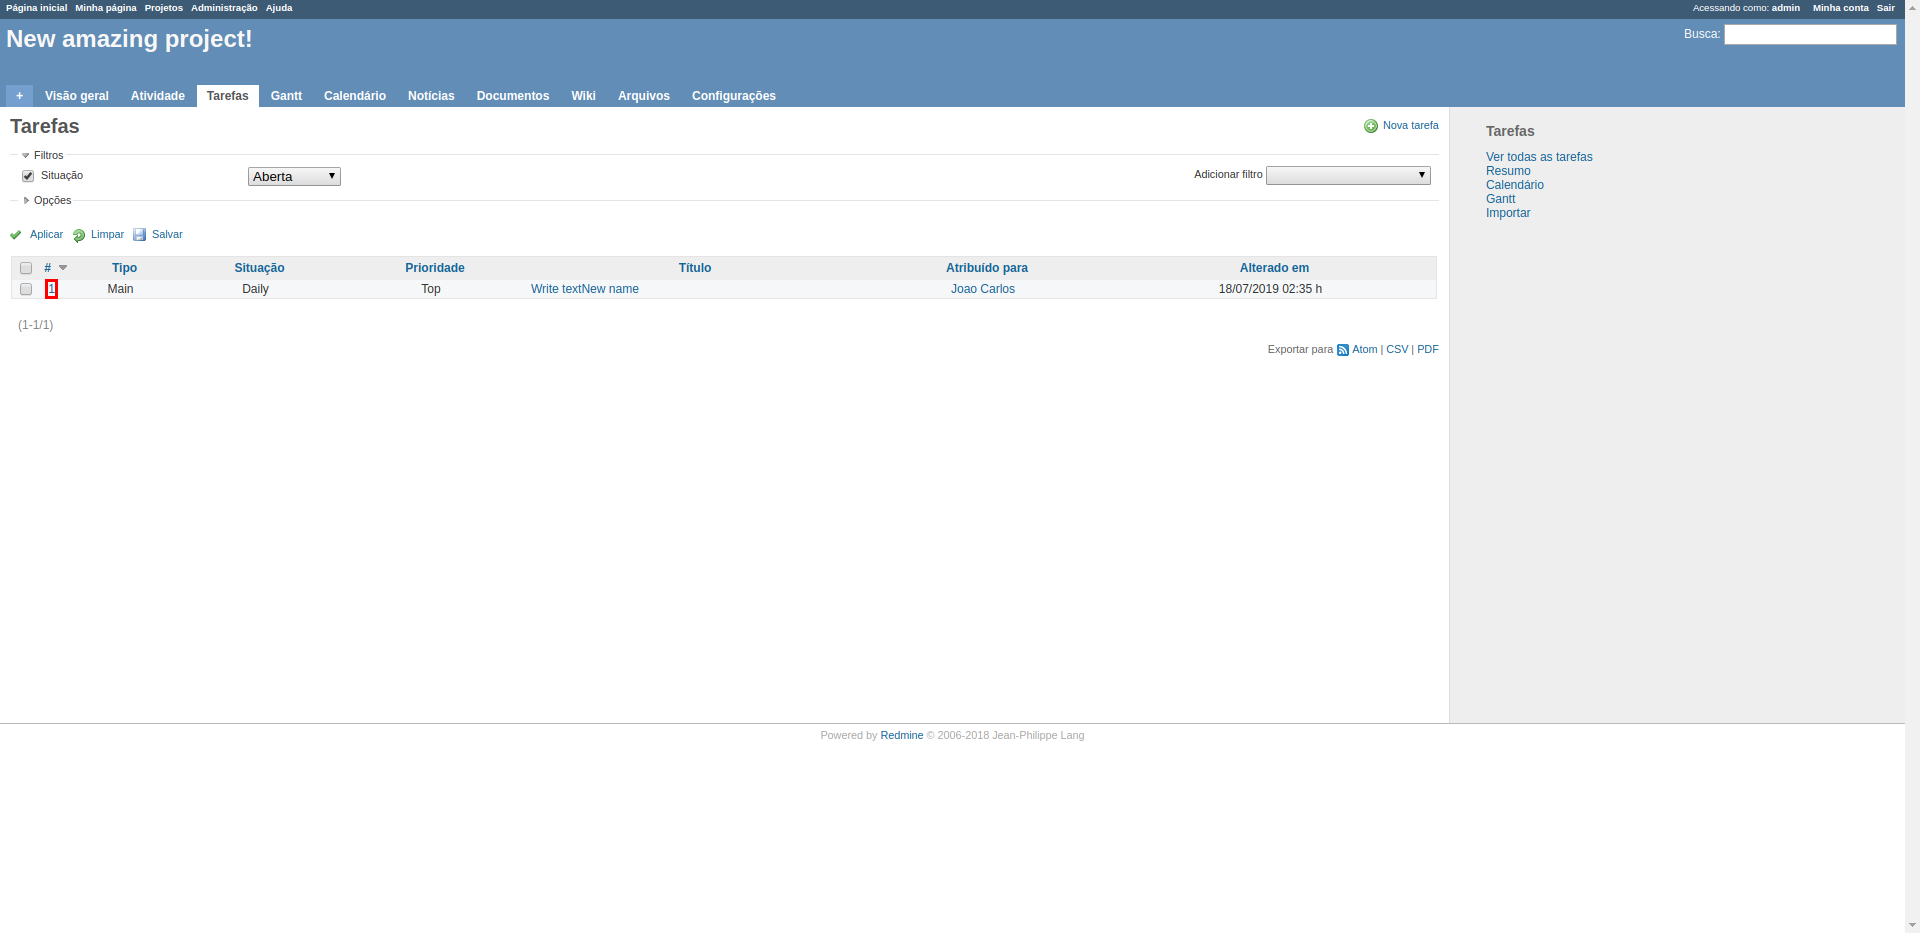 Página inicial Minha página Projetos Administração Ajuda Acessando como: admin Minha conta Sair
New amazing project! Busca:
+ Visão geral Atividade Tarefas Gantt Calendário Notícias Documentos Wiki Arquivos Configurações
Tarefas
Nova tarefa
Filtros
Situação Aberta Adicionar filtro
Opções
Aplicar Limpar Salvar
# Tipo Situação Prioridade Título Atribuído para Alterado em
1 Main Daily Top Write textNew name Joao Carlos 18/07/2019 02:35 h
(1-1/1)
Exportar para Atom | CSV | PDF
Tarefas
Ver todas as tarefas
Resumo
Calendário
Gantt
Importar
Powered by Redmine © 2006-2018 Jean-Philippe Lang